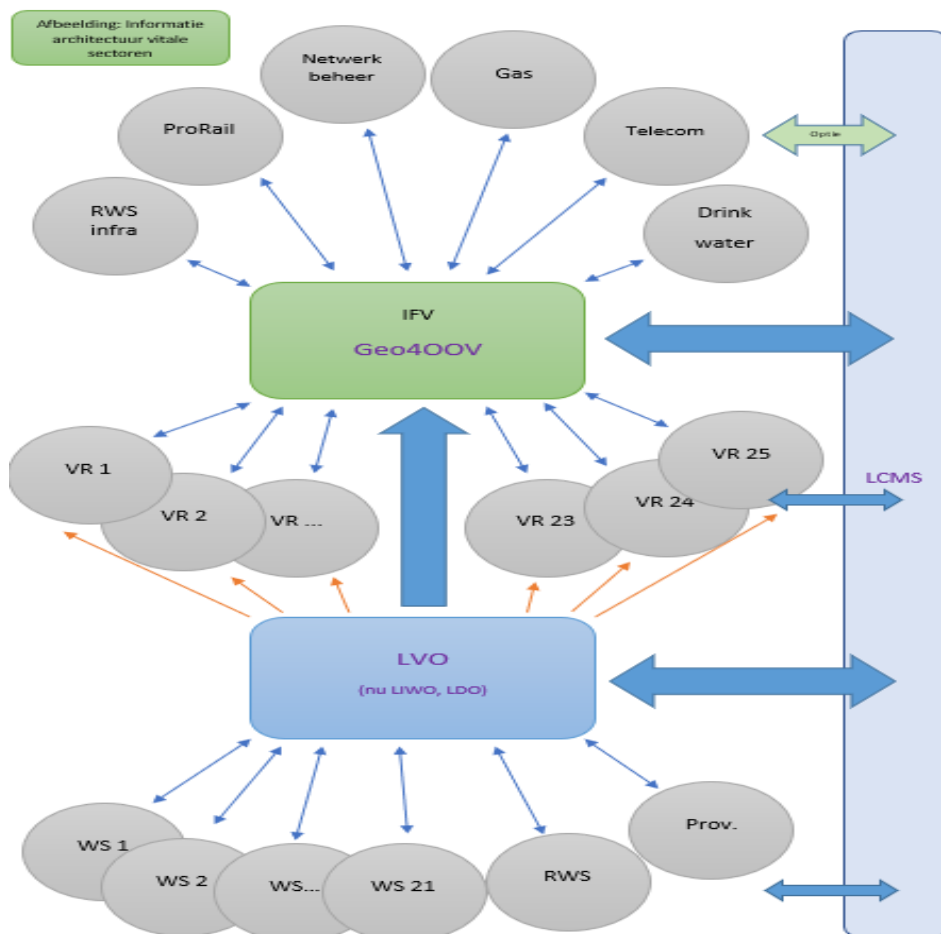 Afbeelding: Informatie
architectuur vitale
sectoren
Netwerk
beheer
Gas
ProRail
Telecom
Optie
RWS
infra
Drink
water
IFV
Geo4OOV
VR 1
VR 2
VR ...
VR 23
VR 24
VR 25
LCMS
LVO
(nu LIWO, LDO)
WS 1
WS 2
WS...
WS 21
RWS
Prov.